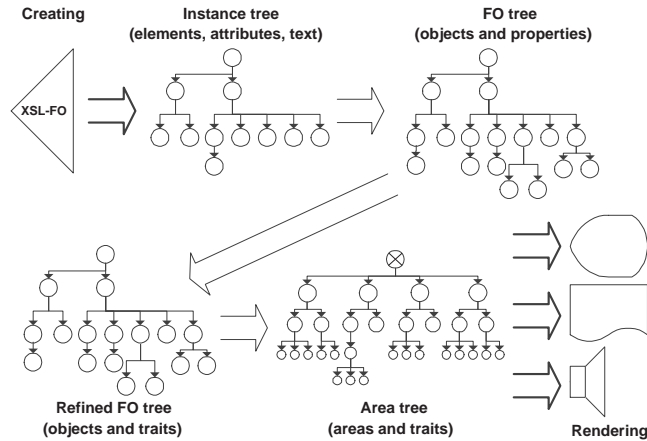 Creating
Instance tree
(elements, attributes, text)
FO tree
(objects and properties)
XSL-FO
Refined FO tree
(objects and traits)
Area tree
(areas and traits)
Rendering